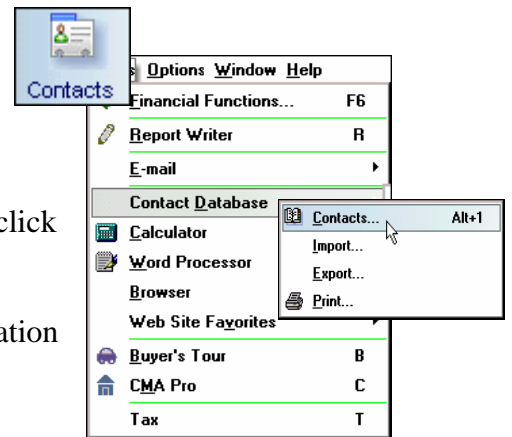 Contacts
Options Window Help
Financial Functions... F6
Report Writer R
E-mail
Contact Database
Contacts... Alt+1
click
Calculator
Import...
Word Processor
Export...
Browser
Print...
Web Site Favorites
ation
Buyer's Tour B
CMA Pro C
Tax T